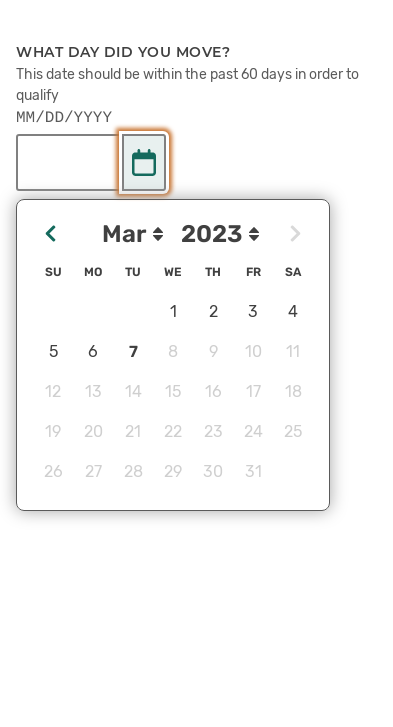 WHAT DAY DID YOU MOVE?
This date should be within the past 60 days in order to
qualify
MM/DD/YYYY
Mar 2023
SU MO TU WE TH FR SA
1 2 3 4
5 6 7 8 9 10 11
12 13 14 15 16 17 18
19 20 21 22 23 24 25
26 27 28 29 30 31